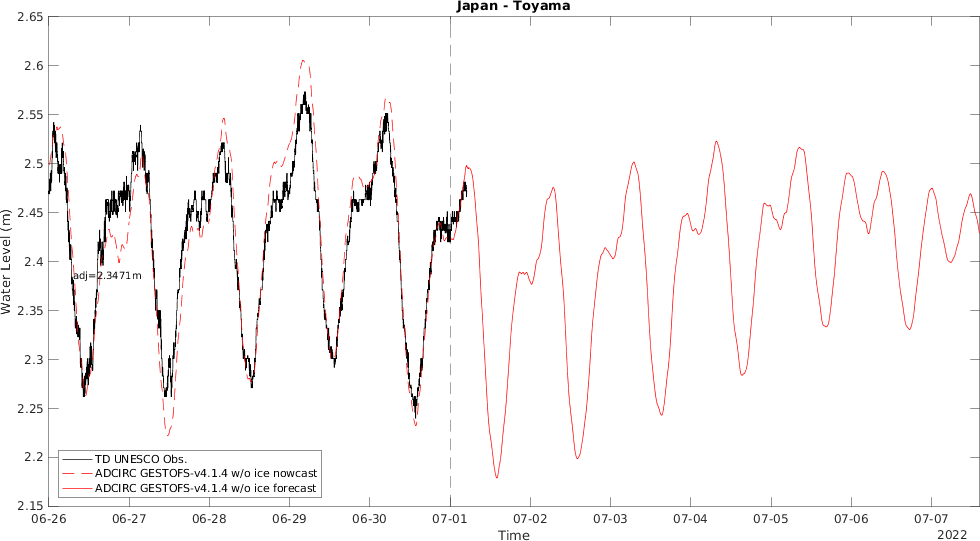 Japan - Toyama
2.65
2.6
2.55
2.5
2.45
2.4
2.35
2.3
2.25
2.2
2.15
Water Level (m)
adj=2.3471m
TD UNESCO Obs.
ADCIRC GESTOFS-v4.1.4 w/o ice nowcast
ADCIRC GESTOFS-v4.1.4 w/o ice forecast
06-26 06-27 06-28 06-29 06-30 07-01 07-02 07-03 07-04 07-05 07-06 07-07
Time
2022